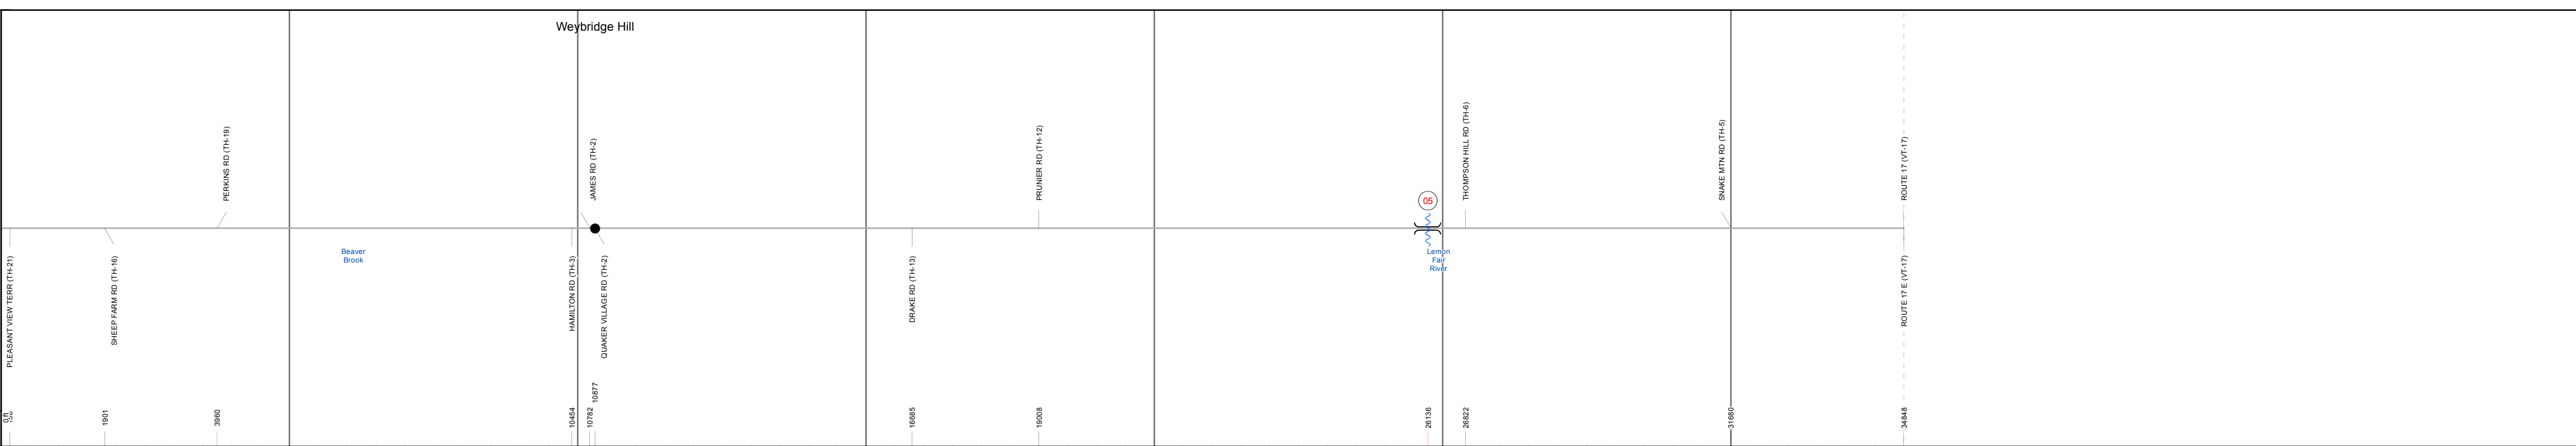 Weybridge Hill
PERKINS RD (TH-19)
JAMES RD (TH-2)
PRUNIER RD (TH-12)
THOMPSON HILL RD (TH-6)
SNAKE MTN RD (TH-5)
ROUTE 17 (VT-17)
05
PLEASANT VIEW TERR (TH-21)
SHEEP FARM RD (TH-16)
Beaver
Brook
HAMILTON RD (TH-3)
QUAKER VILLAGE RD (TH-2)
DRAKE RD (TH-13)
Lemon
Fair
River
ROUTE 17 E (VT-17)
0 ft
1901
3960
10454
10782
10877
16685
19008
26136
26822
31680
34848